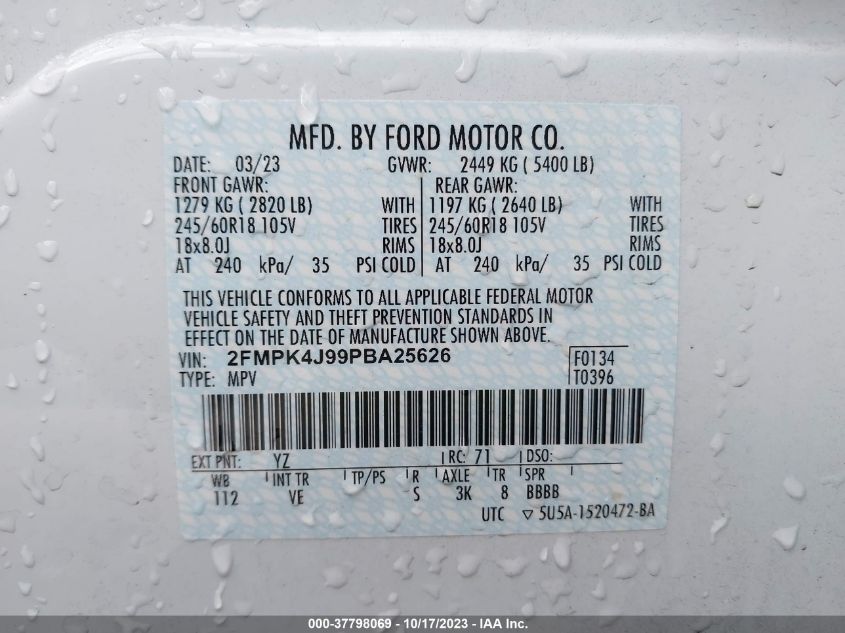 MFD. BY FORD MOTOR CO.
DATE: 03/23 GVWR: 2449 KG ( 5400 LB)
FRONT GAWR: REAR GAWR:
1279 KG ( 2820 LB) WITH 1197 KG ( 2640 LB) WITH
245/60R18 105V TIRES 245/60R18 105V TIRES
18x8.0J RIMS 18x8.0J RIMS
AT 240 kPa/ 35 PSI COLD AT 240 kPa/ 35 PSI COLD
THIS VEHICLE CONFORMS TO ALL APPLICABLE FEDERAL MOTOR
VEHICLE SAFETY AND THEFT PREVENTION STANDARDS IN
EFFECT ON THE DATE OF MANUFACTURE SHOWN ABOVE.
VIN: 2FMPK4J99PBA25626 F0134
TYPE: MPV T0396
EXT PNT: YZ RC: 71 DSO:
WB INT TR TP/PS R AXLE TR SPR
112 VE S 3K 8 BBBB
UTC ▽ 5U5A-1520472-BA
000-37798069 - 10/17/2023 - IAA Inc.